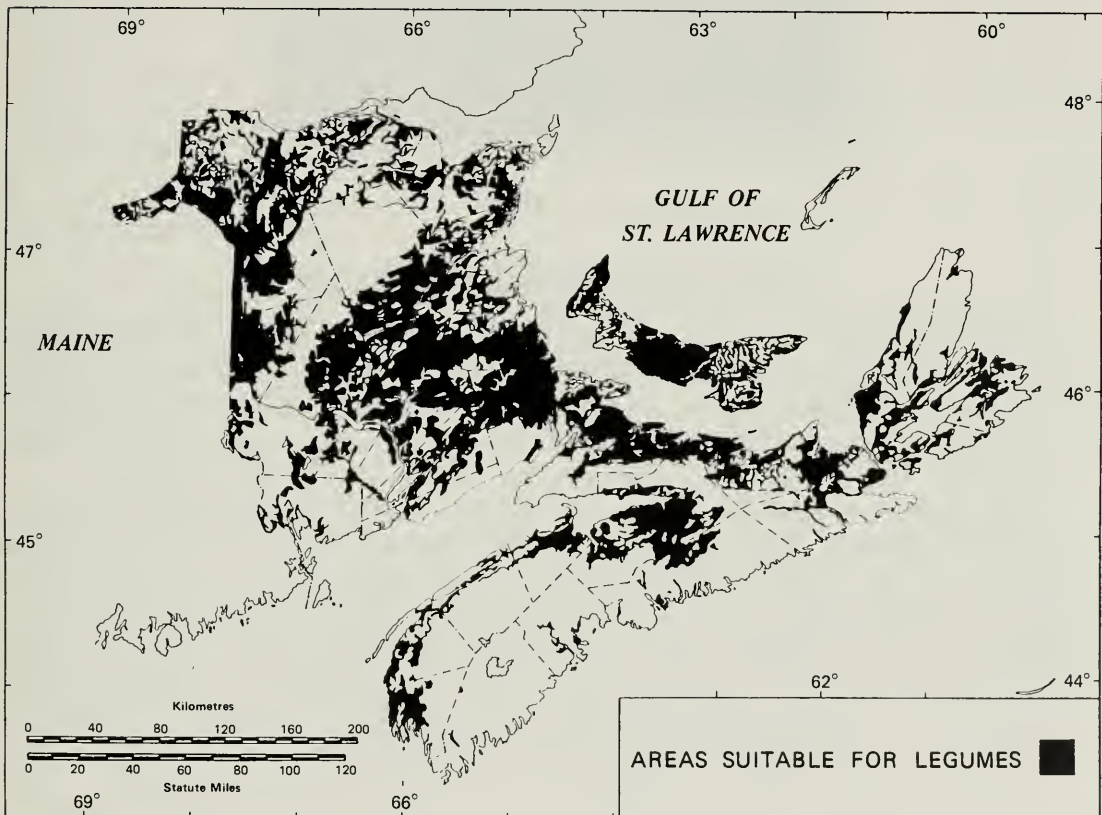 69° 66° 63° 60°
48°
GULF OF
ST. LAWRENCE
47°
MAINE
46°
45°
62° 44°
Kilometres
0 40 80 120 160 200
0 20 40 60 80 100 120
Statute Miles
AREAS SUITABLE FOR LEGUMES
69° 66°